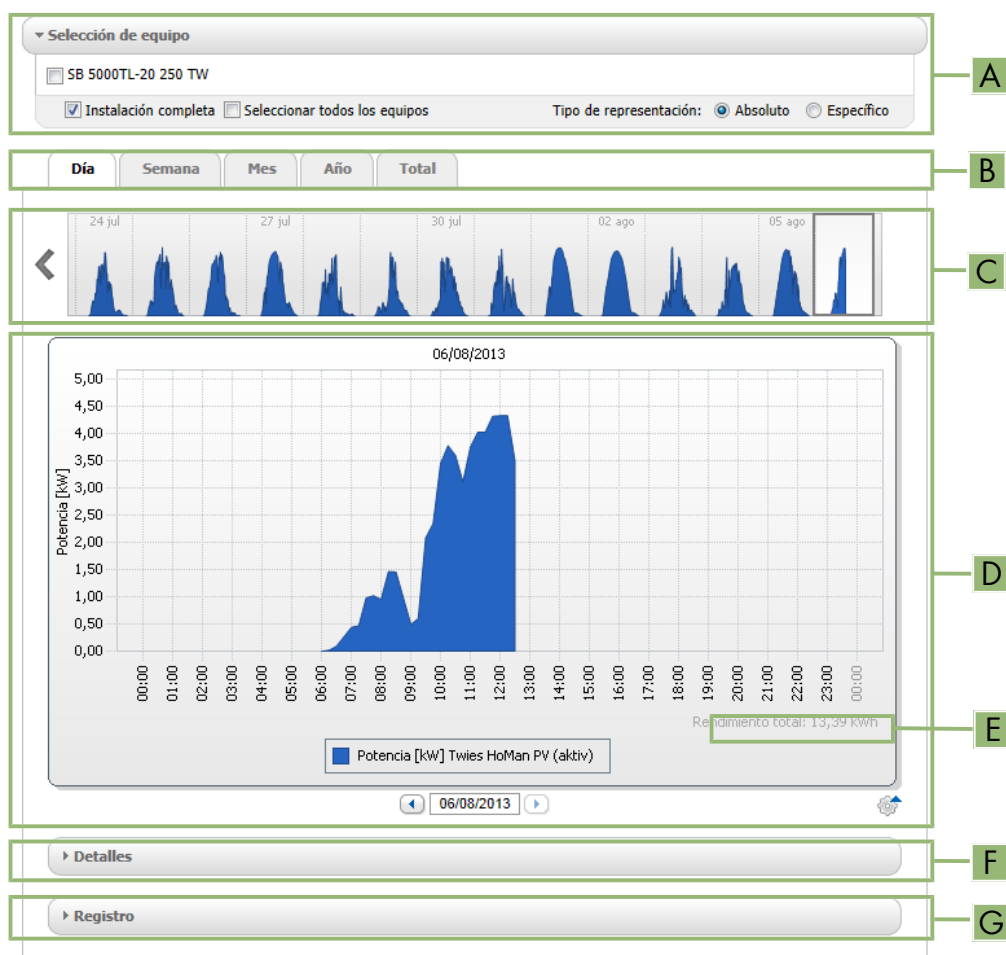 Selección de equipo
SB 5000TL-20 250 TW
Instalación completa Seleccionar todos los equipos Tipo de representación: Absoluto Específico
A
Día Semana Mes Año Total
B
24 jul 27 jul 30 jul 02 ago 05 ago
C
06/08/2013
Potencia [kW]
5,00
4,50
4,00
3,50
3,00
2,50
2,00
1,50
1,00
0,50
0,00
00:00 01:00 02:00 03:00 04:00 05:00 06:00 07:00 08:00 09:00 10:00 11:00 12:00 13:00 14:00 15:00 16:00 17:00 18:00 19:00 20:00 21:00 22:00 23:00 00:00
D
Rendimiento total: 13,39 kWh
E
Potencia [kW] Twies HoMan PV (aktiv)
06/08/2013
Detalles
F
Registro
G